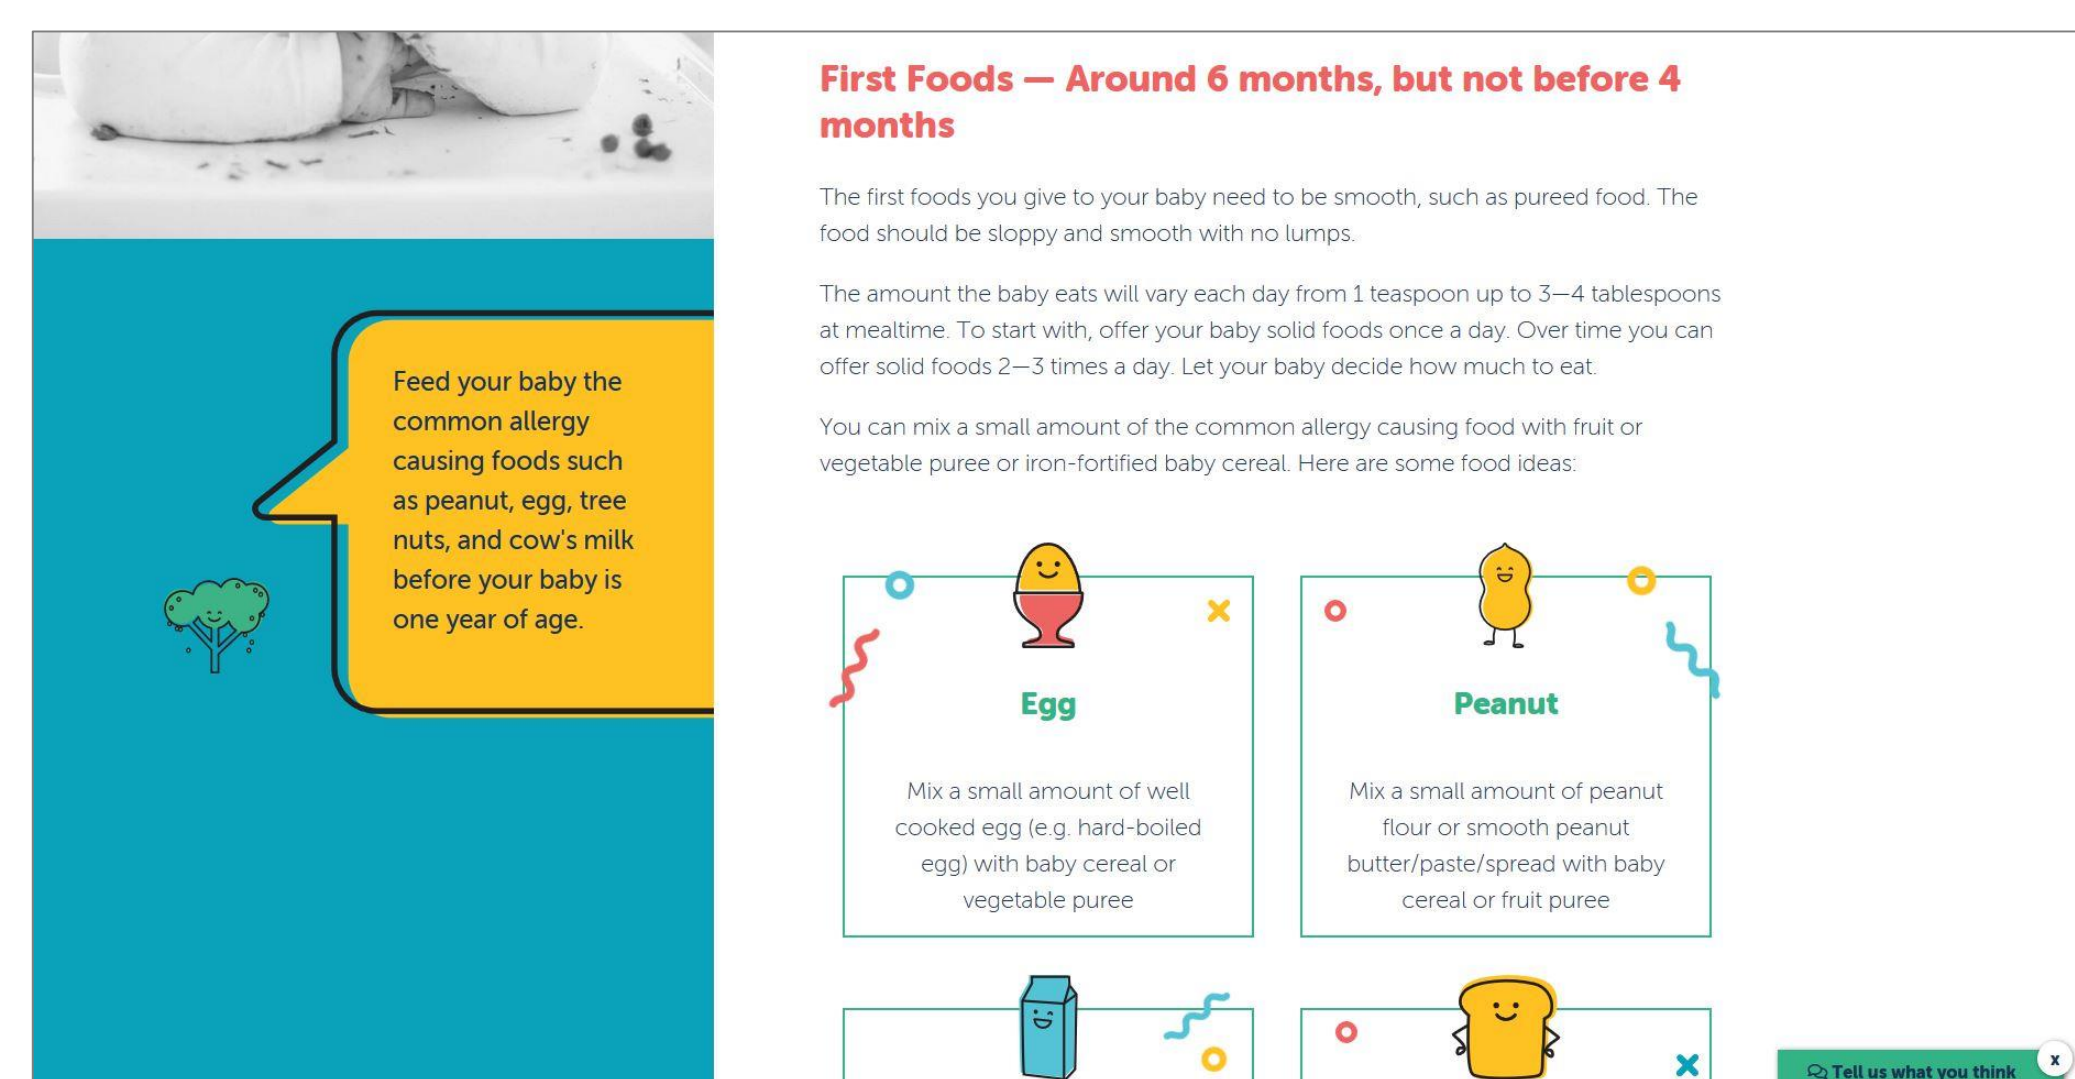 First Foods — Around 6 months, but not before 4
months
The first foods you give to your baby need to be smooth, such as pureed food. The
food should be sloppy and smooth with no lumps.
The amount the baby eats will vary each day from 1 teaspoon up to 3—4 tablespoons
at mealtime. To start with, offer your baby solid foods once a day. Over time you can
offer solid foods 2—3 times a day. Let your baby decide how much to eat.
You can mix a small amount of the common allergy causing food with fruit or
vegetable puree or iron-fortified baby cereal. Here are some food ideas:
Feed your baby the
common allergy
causing foods such
as peanut, egg, tree
nuts, and cow's milk
before your baby is
one year of age.
Egg
Mix a small amount of well
cooked egg (e.g. hard-boiled
egg) with baby cereal or
vegetable puree
Peanut
Mix a small amount of peanut
flour or smooth peanut
butter/paste/spread with baby
cereal or fruit puree
Tell us what you think
x